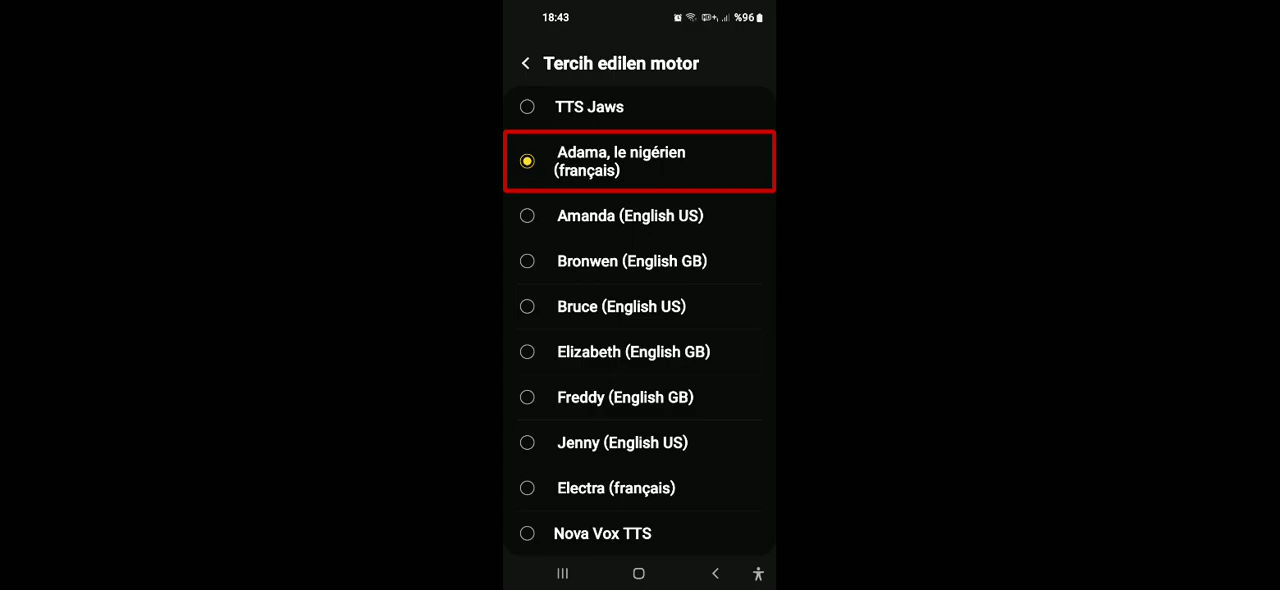 18:43 %96
Tercih edilen motor
TTS Jaws
Adama, le nigérien
(français)
Amanda (English US)
Bronwen (English GB)
Bruce (English US)
Elizabeth (English GB)
Freddy (English GB)
Jenny (English US)
Electra (français)
Nova Vox TTS